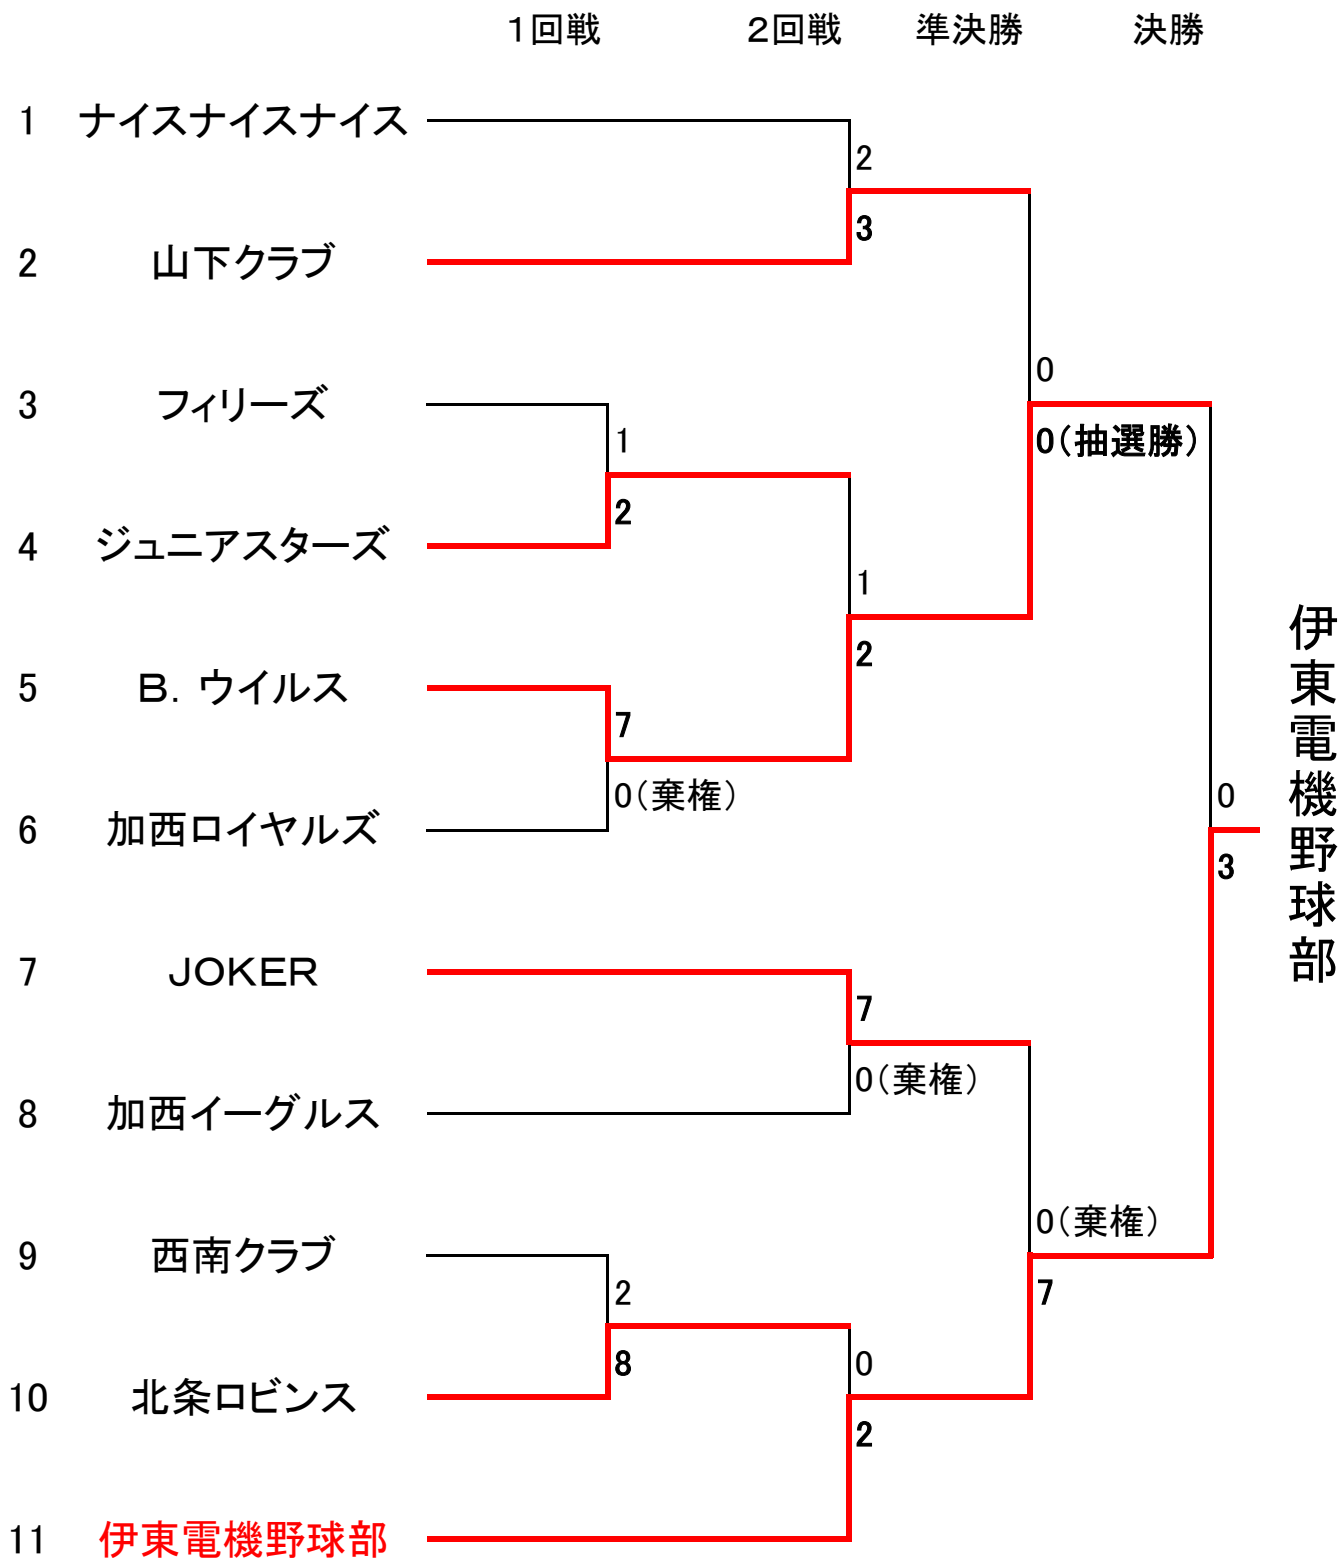 １回戦　２回戦　準決勝　決勝
1 ナイスナイスナイス
2
3
2 山下クラブ
0
3 フィリーズ
1
0（抽選勝）
2
4 ジュニアスターズ
1
2
5 Ｂ．ウイルス
7
0（棄権）
0
6 加西ロイヤルズ
3
伊東電機野球部
7 ＪＯＫＥＲ
7
0（棄権）
8 加西イーグルス
0（棄権）
9 西南クラブ
2
7
8
0
10 北条ロビンス
2
11 伊東電機野球部